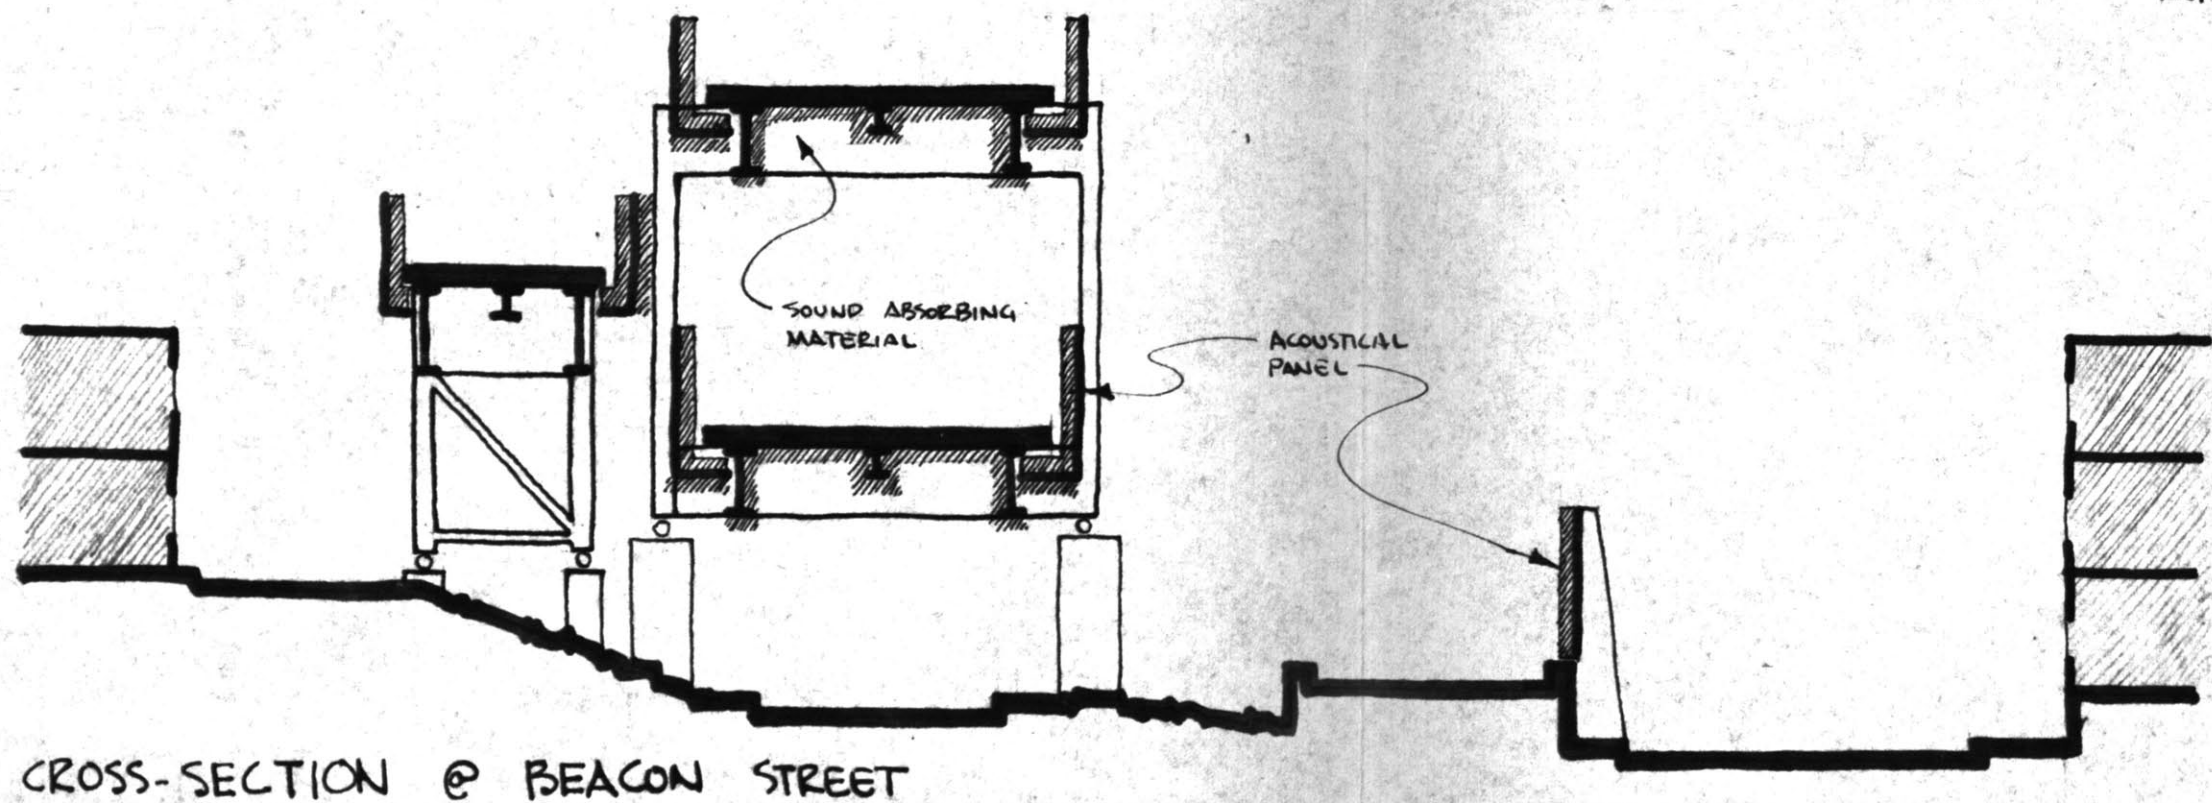 SOUND ABSORBING
MATERIAL
ACOUSTICAL
PANEL
CROSS-SECTION @ BEACON STREET